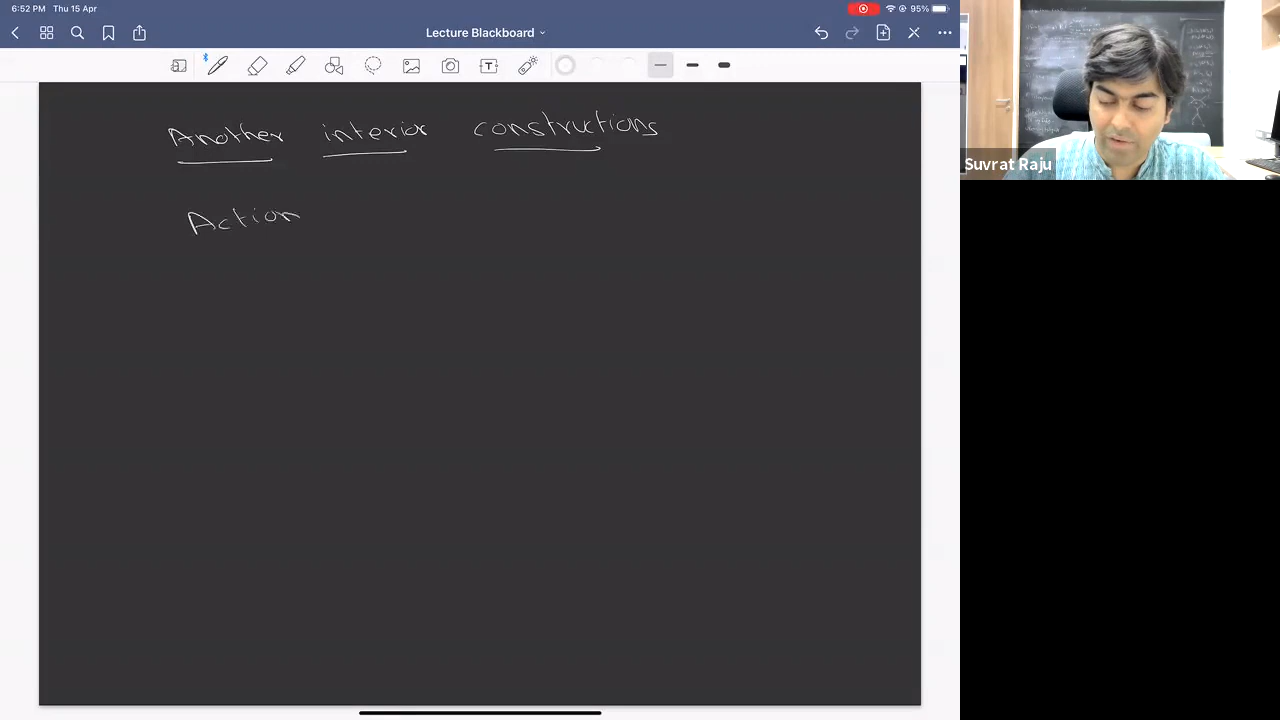 6:52 PM Thu 15 Apr
95%
Lecture Blackboard
T
Another interior constructions
Action
Suvrat Raju